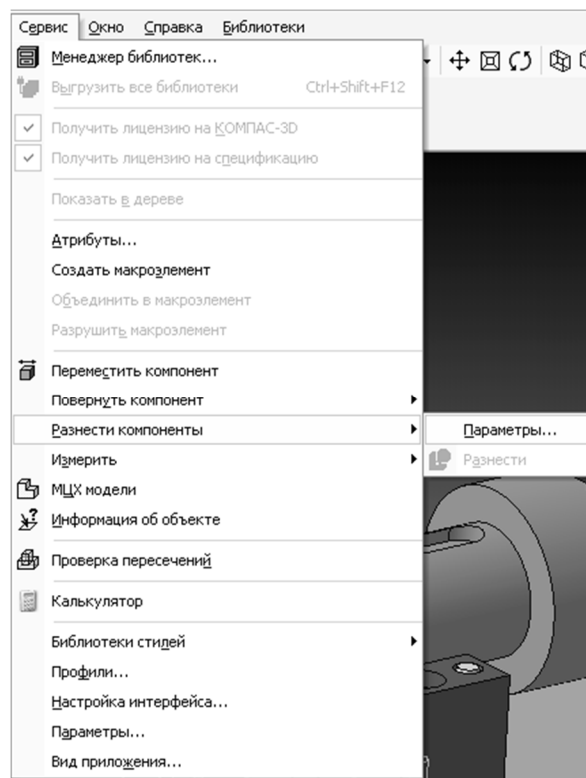 Сервис Окно Справка Библиотеки
Менеджер библиотек...
Выгрузить все библиотеки Ctrl+Shift+F12
Получить лицензию на КОМПАС-3D
Получить лицензию на спецификацию
Показать в дереве
Атрибуты...
Создать макроэлемент
Объединить в макроэлемент
Разрушить макроэлемент
Переместить компонент
Повернуть компонент
Разнести компоненты
Параметры...
Измерить
Разнести
МЦХ модели
Информация об объекте
Проверка пересечений
Калькулятор
Библиотеки стилей
Профили...
Настройка интерфейса...
Параметры...
Вид приложения...